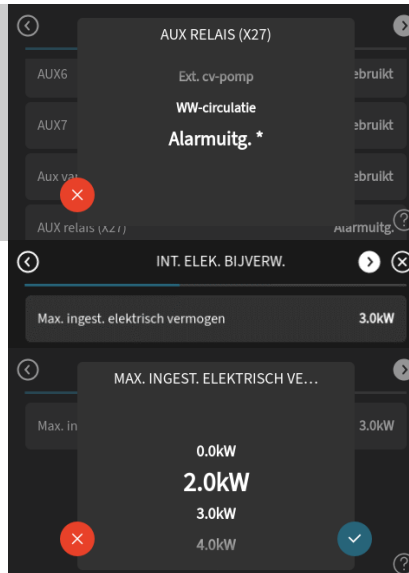 AUX RELAIS (X27)
AUX6
Ext. cv-pomp
ebruikt
WW-circulatie
AUX7
Alarmuitg. *
ebruikt
Aux va
ebruikt
AUX relais (X27)
Alarmuitg.
?
INT. ELEK. BIJVERW.
Max. ingest. elektrisch vermogen 3.0kW
MAX. INGEST. ELEKTRISCH VE...
Max. in
3.0kW
0.0kW
2.0kW
3.0kW
4.0kW
?